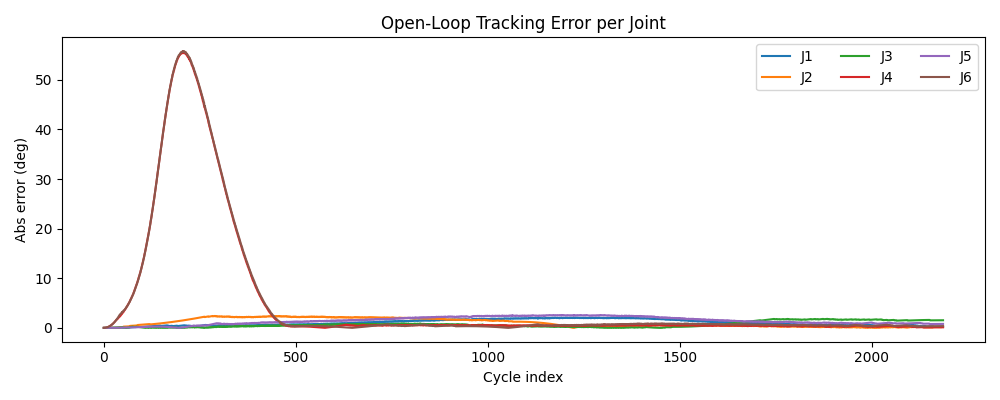 Open-Loop Tracking Error per Joint
Abs error (deg)
50
40
30
20
10
0
J1 J3 J5
J2 J4 J6
0 500 1000 1500 2000
Cycle index